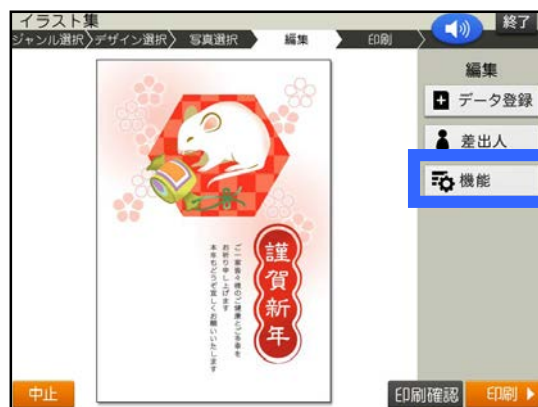 イラスト集
終了
ジャンル選択
デザイン選択
写真選択
編集
印刷
編集
データ登録
差出人
機能
謹賀新年
ご一家皆々様のご健康とご多幸を
お祈り申し上げます
本年もどうぞ宜しくお願いいたします
中止
印刷確認
印刷